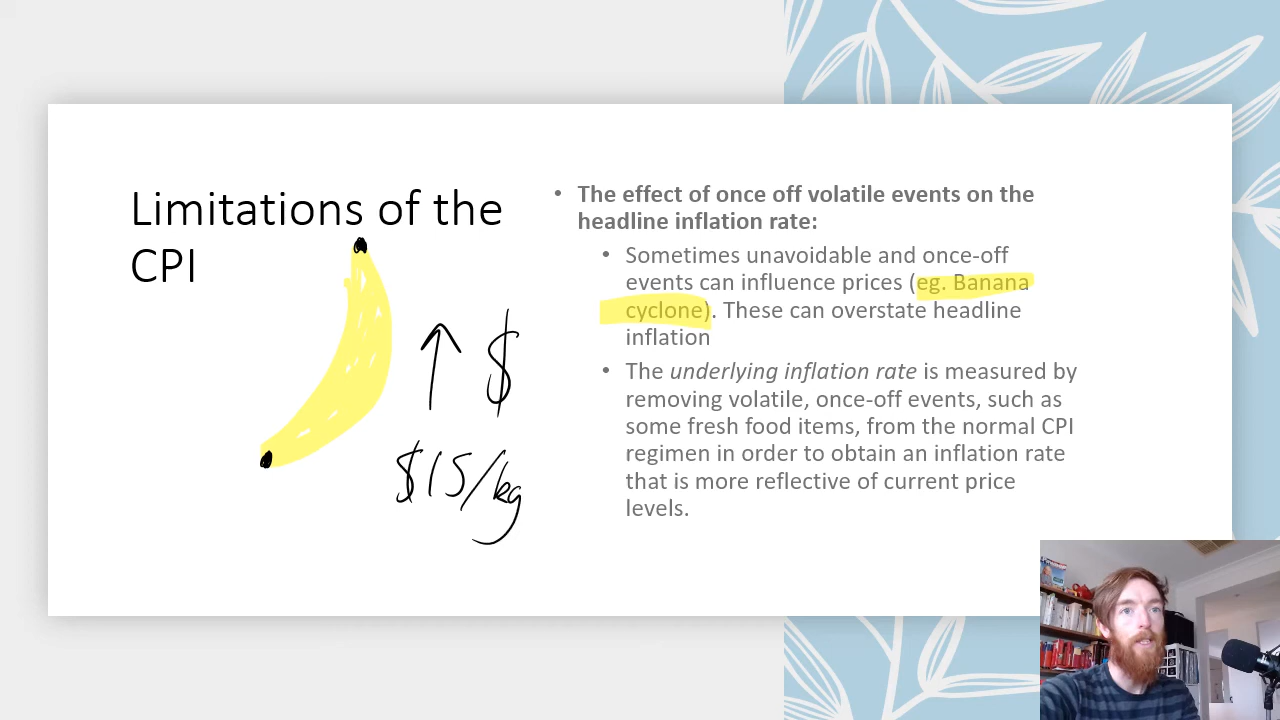 Limitations of the
CPI
↑ $
$15/kg
• The effect of once off volatile events on the
headline inflation rate:
• Sometimes unavoidable and once-off
events can influence prices (eg. Banana
cyclone). These can overstate headline
inflation
• The underlying inflation rate is measured by
removing volatile, once-off events, such as
some fresh food items, from the normal CPI
regimen in order to obtain an inflation rate
that is more reflective of current price
levels.